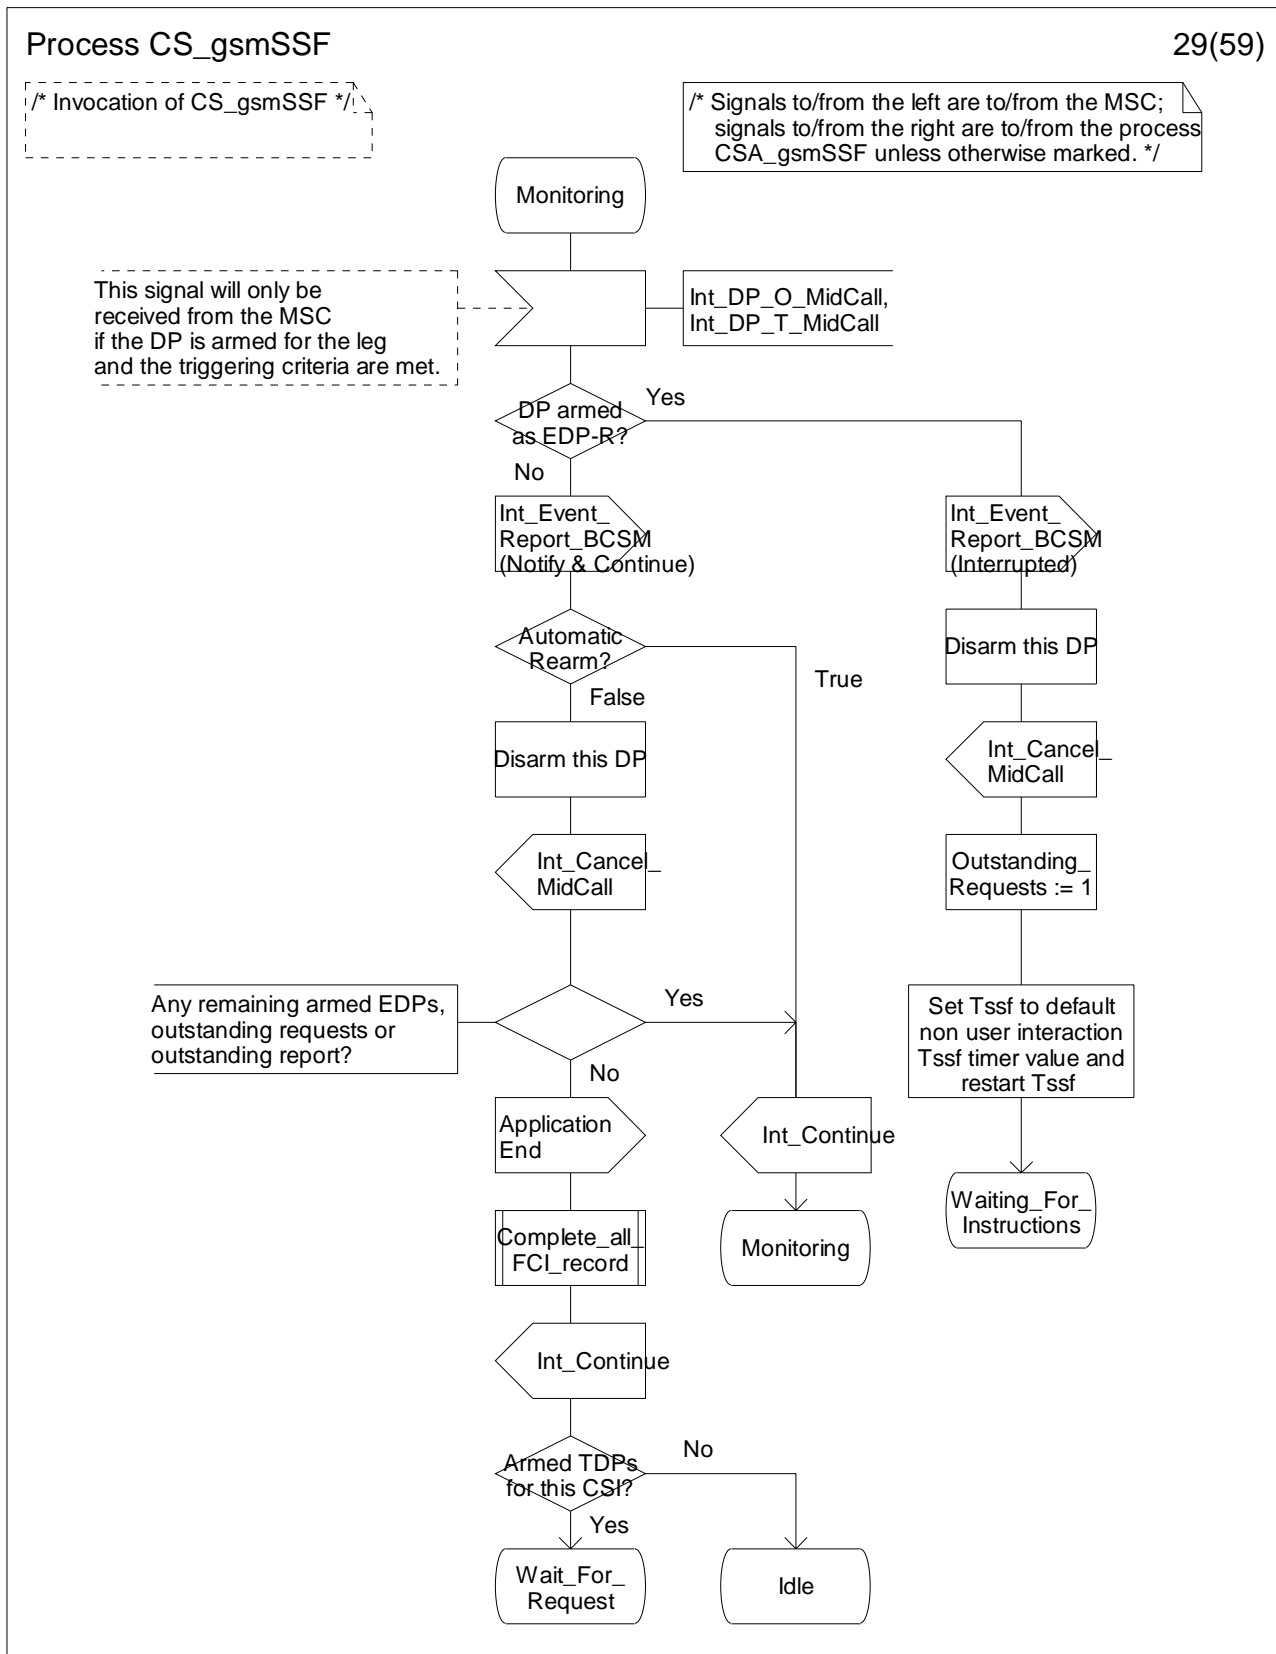 Process CS_gsmSSF
29(59)
/* Invocation of CS_gsmSSF */
/* Signals to/from the left are to/from the MSC;
signals to/from the right are to/from the process
CSA_gsmSSF unless otherwise marked. */
Monitoring
This signal will only be
received from the MSC
if the DP is armed for the leg
and the triggering criteria are met.
Int_DP_O_MidCall,
Int_DP_T_MidCall
DP armed
as EDP-R?
Yes
No
Int_Event_
Report_BCSM
(Notify & Continue)
Int_Event_
Report_BCSM
(Interrupted)
Automatic
Rearm?
True
False
Disarm this DP
Disarm this DP
Int_Cancel_
MidCall
Int_Cancel_
MidCall
Outstanding_
Requests := 1
Any remaining armed EDPs,
outstanding requests or
outstanding report?
Yes
No
Set Tssf to default
non user interaction
Tssf timer value and
restart Tssf
Application
End
Int_Continue
Waiting_For_
Instructions
Complete_all_
FCI_record
Monitoring
Int_Continue
Armed TDPs
for this CSI?
No
Yes
Wait_For_
Request
Idle